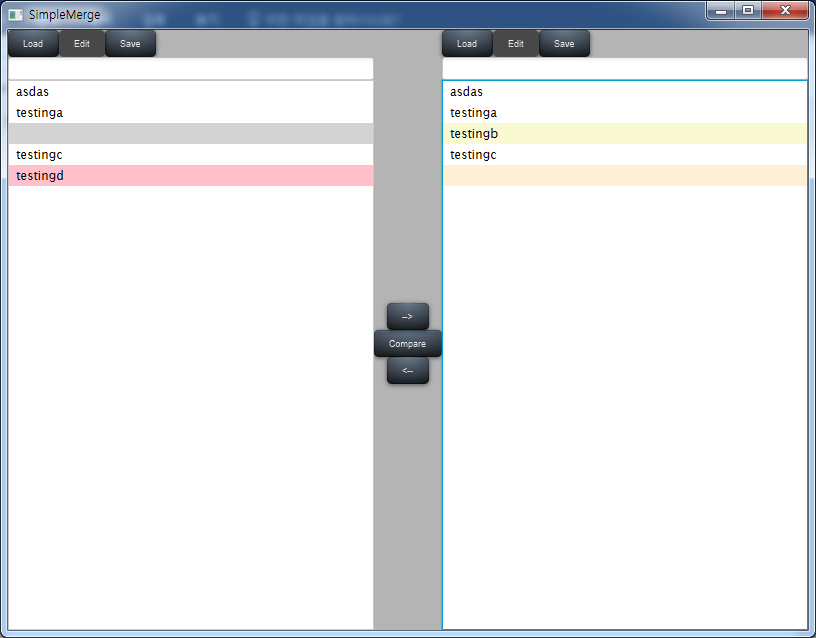 SimpleMerge
Load Edit Save
Load Edit Save
asdas
testinga
testingc
testingd
-->
Compare
<--
asdas
testinga
testingb
testingc